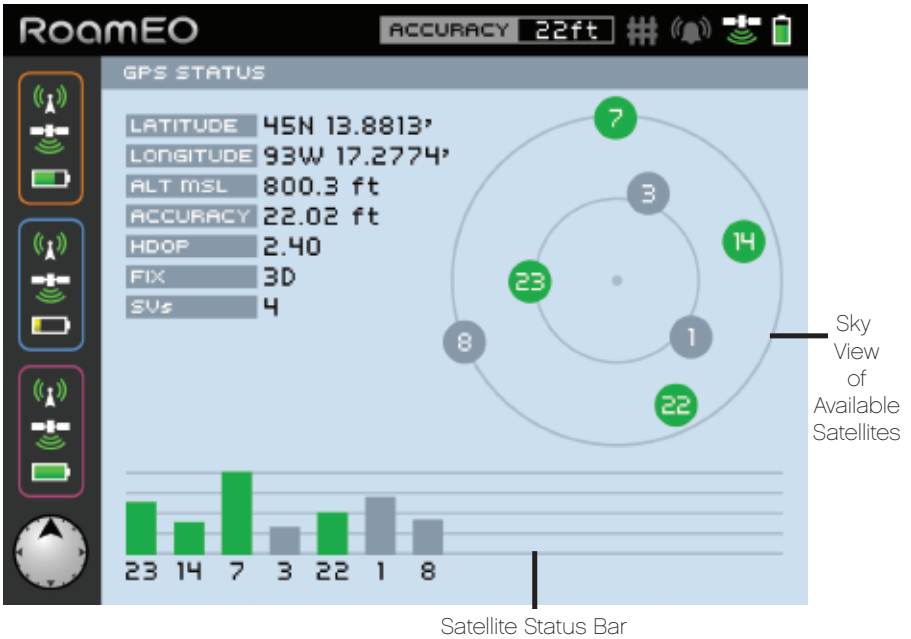 RoamEO ACCURACY 22ft
GPS STATUS
LATITUDE 45N 13.8813'
LONGITUDE 93W 17.2774'
ALT MSL 800.3 ft
ACCURACY 22.02 ft
HDOP 2.40
FIX 3D
SVs 4
7
3
14
23
8
1
22
Sky
View
of
Available
Satellites
23 14 7 3 22 1 8
Satellite Status Bar